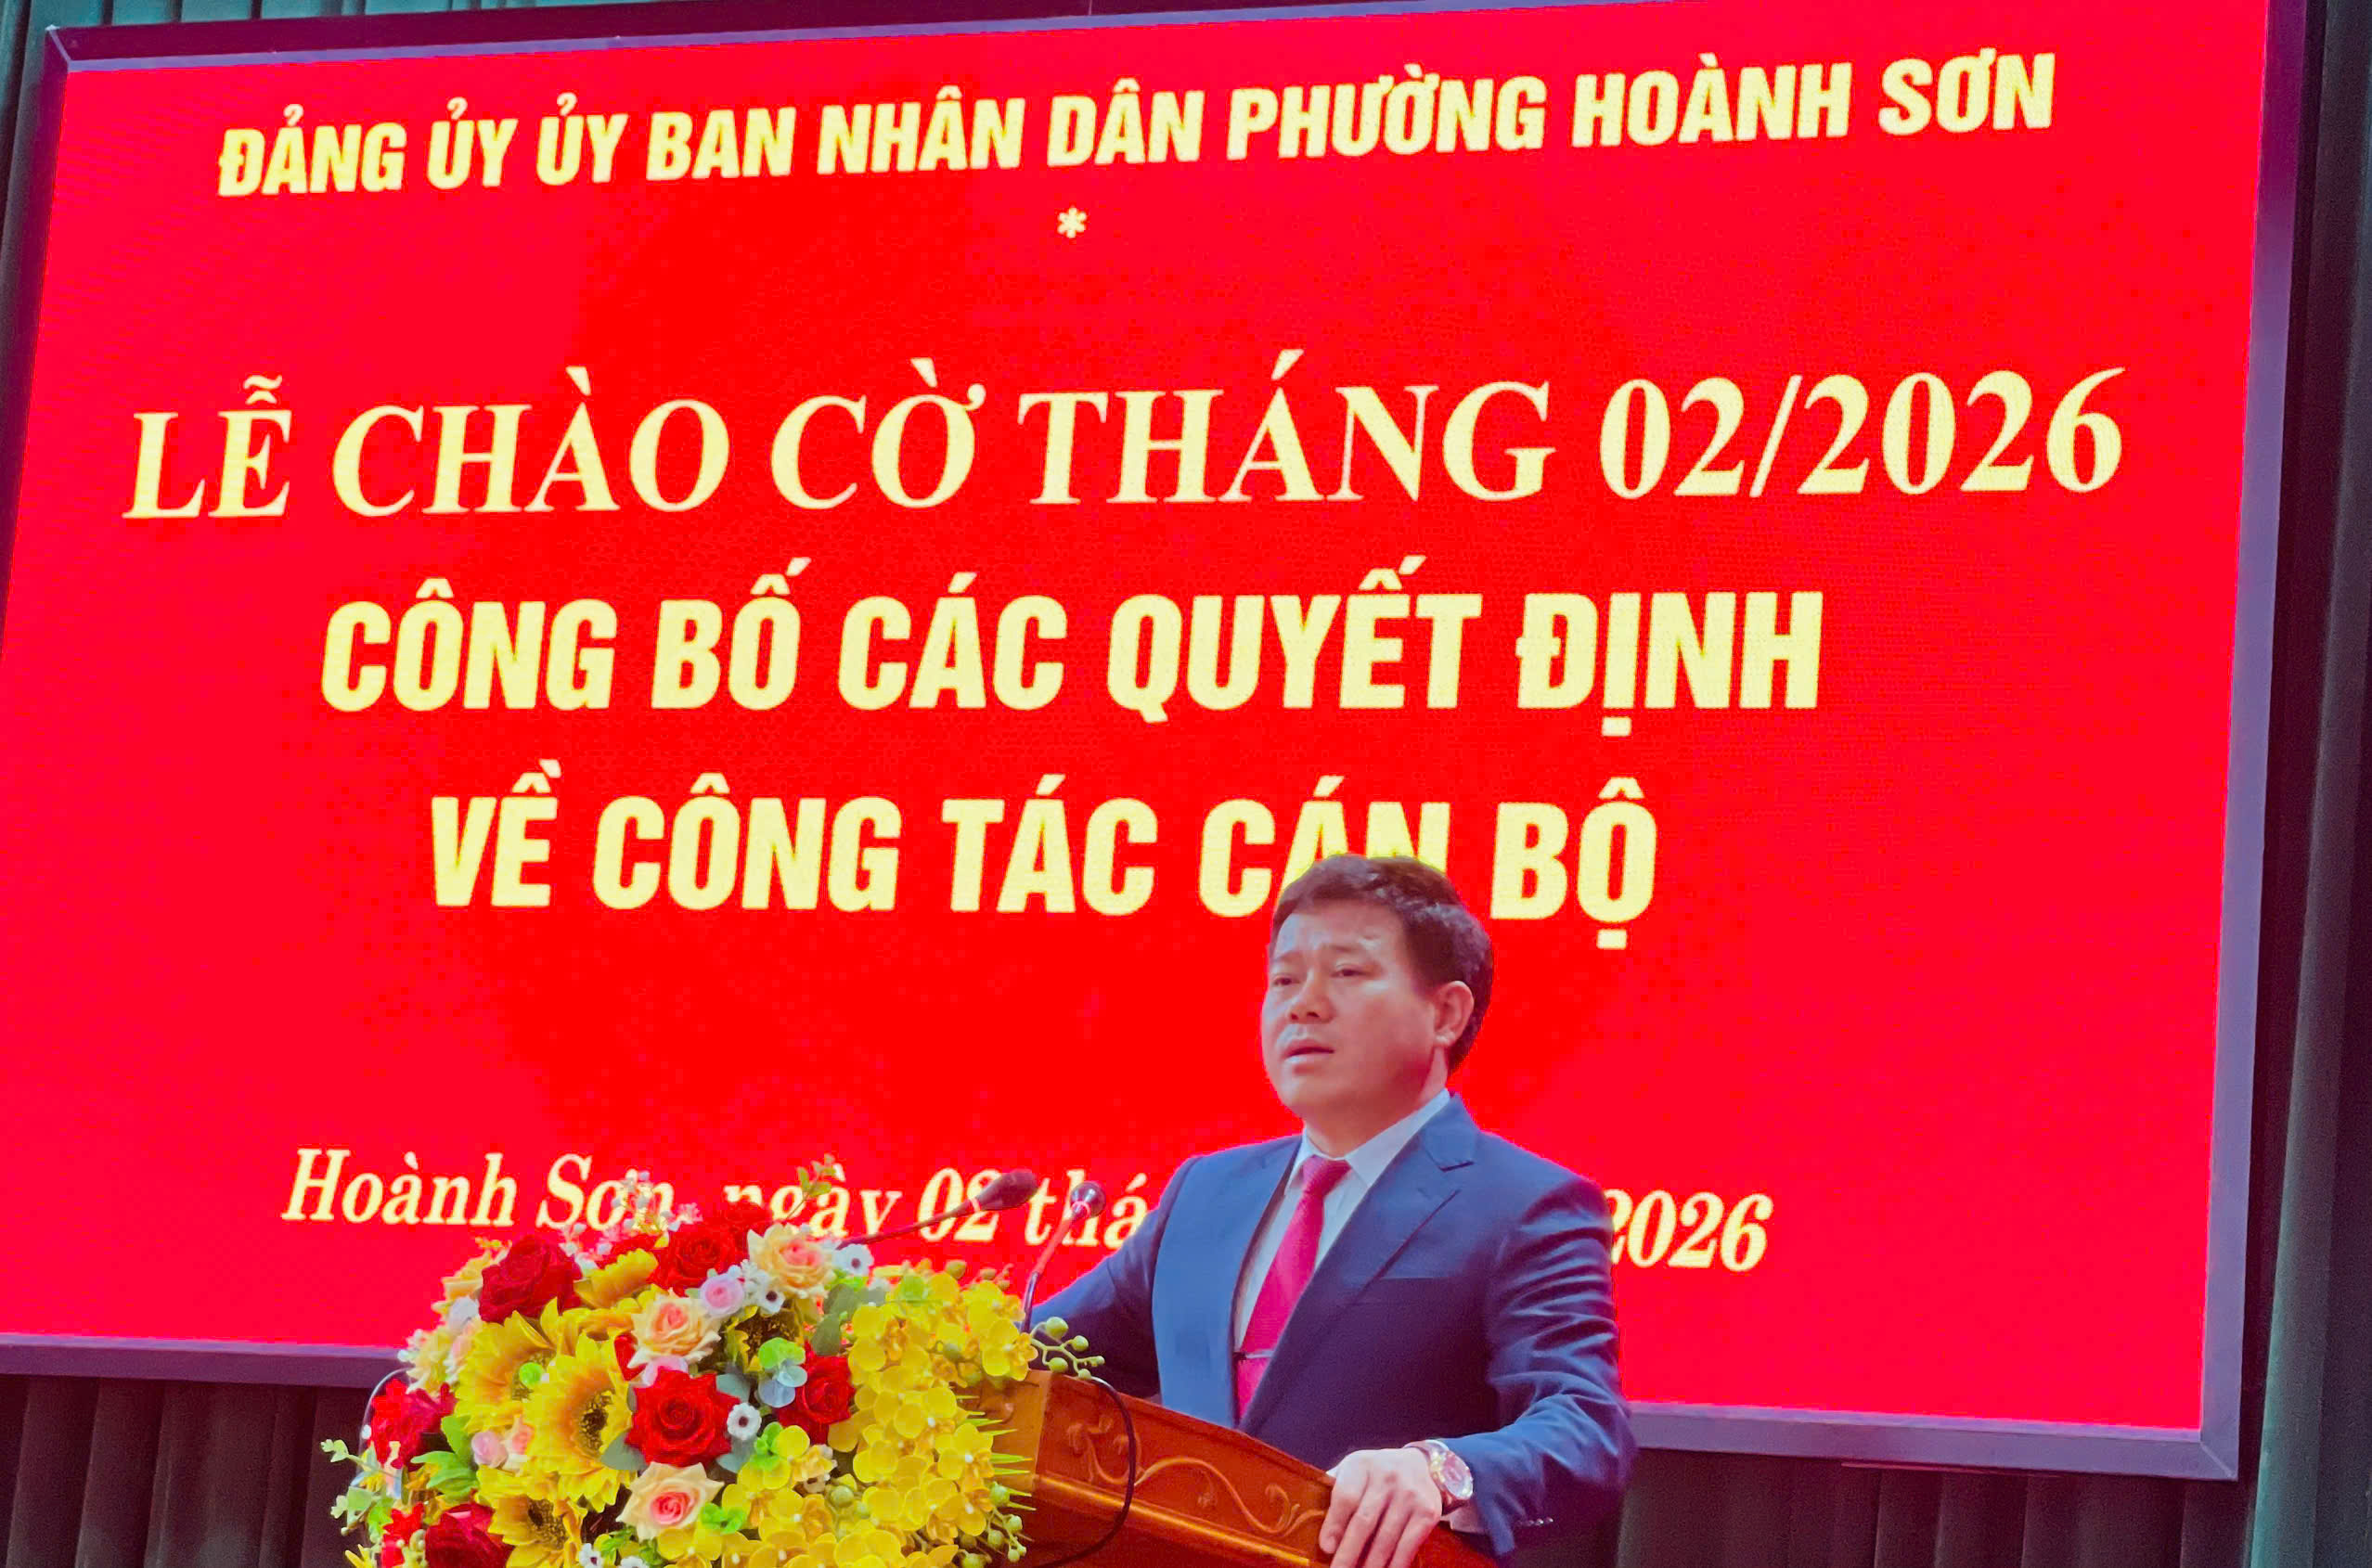 ĐẢNG ỦY ỦY BAN NHÂN DÂN PHƯỜNG HOÀNH SƠN
*
LỄ CHÀO CỜ THÁNG 02/2026
CÔNG BỐ CÁC QUYẾT ĐỊNH
VỀ CÔNG TÁC CÁN BỘ
Hoành Sơn, ngày 02 thá 2026